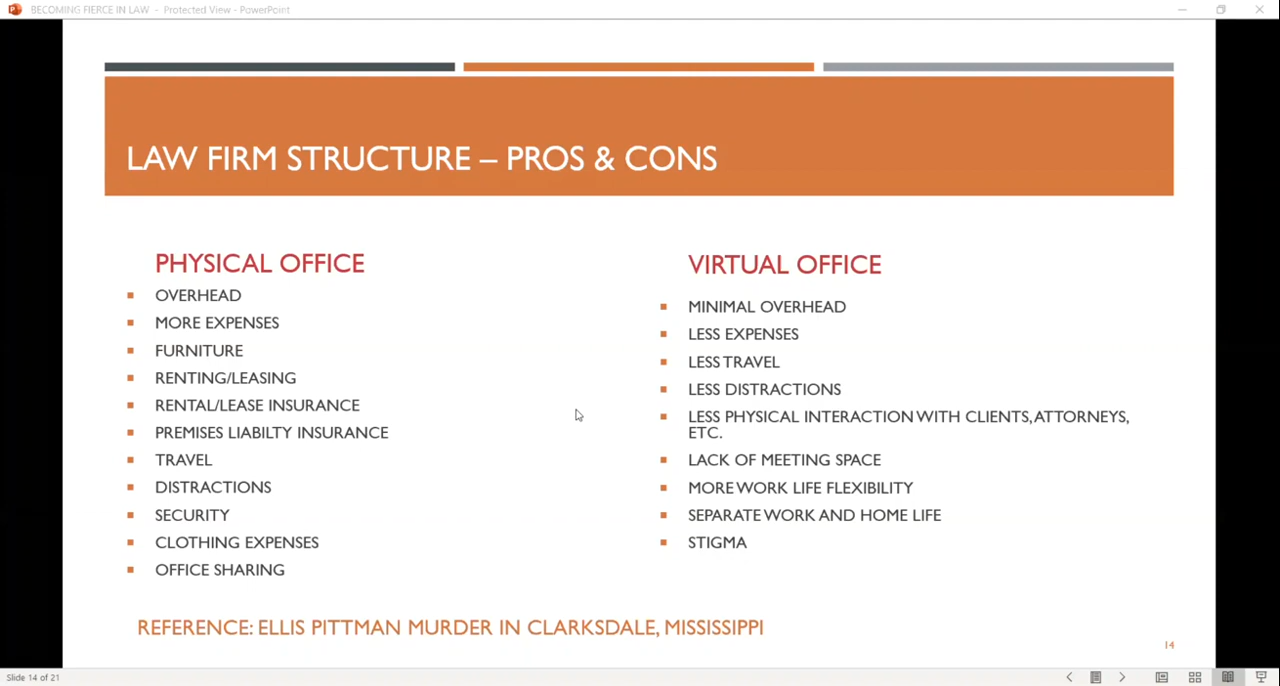 BECOMING FIERCE IN LAW - Protected View - PowerPoint
LAW FIRM STRUCTURE – PROS & CONS
PHYSICAL OFFICE
OVERHEAD
MORE EXPENSES
FURNITURE
RENTING/LEASING
RENTAL/LEASE INSURANCE
PREMISES LIABILTY INSURANCE
TRAVEL
DISTRACTIONS
SECURITY
CLOTHING EXPENSES
OFFICE SHARING
VIRTUAL OFFICE
MINIMAL OVERHEAD
LESS EXPENSES
LESS TRAVEL
LESS DISTRACTIONS
LESS PHYSICAL INTERACTION WITH CLIENTS, ATTORNEYS,
ETC.
LACK OF MEETING SPACE
MORE WORK LIFE FLEXIBILITY
SEPARATE WORK AND HOME LIFE
STIGMA
REFERENCE: ELLIS PITTMAN MURDER IN CLARKSDALE, MISSISSIPPI
14
Slide 14 of 21